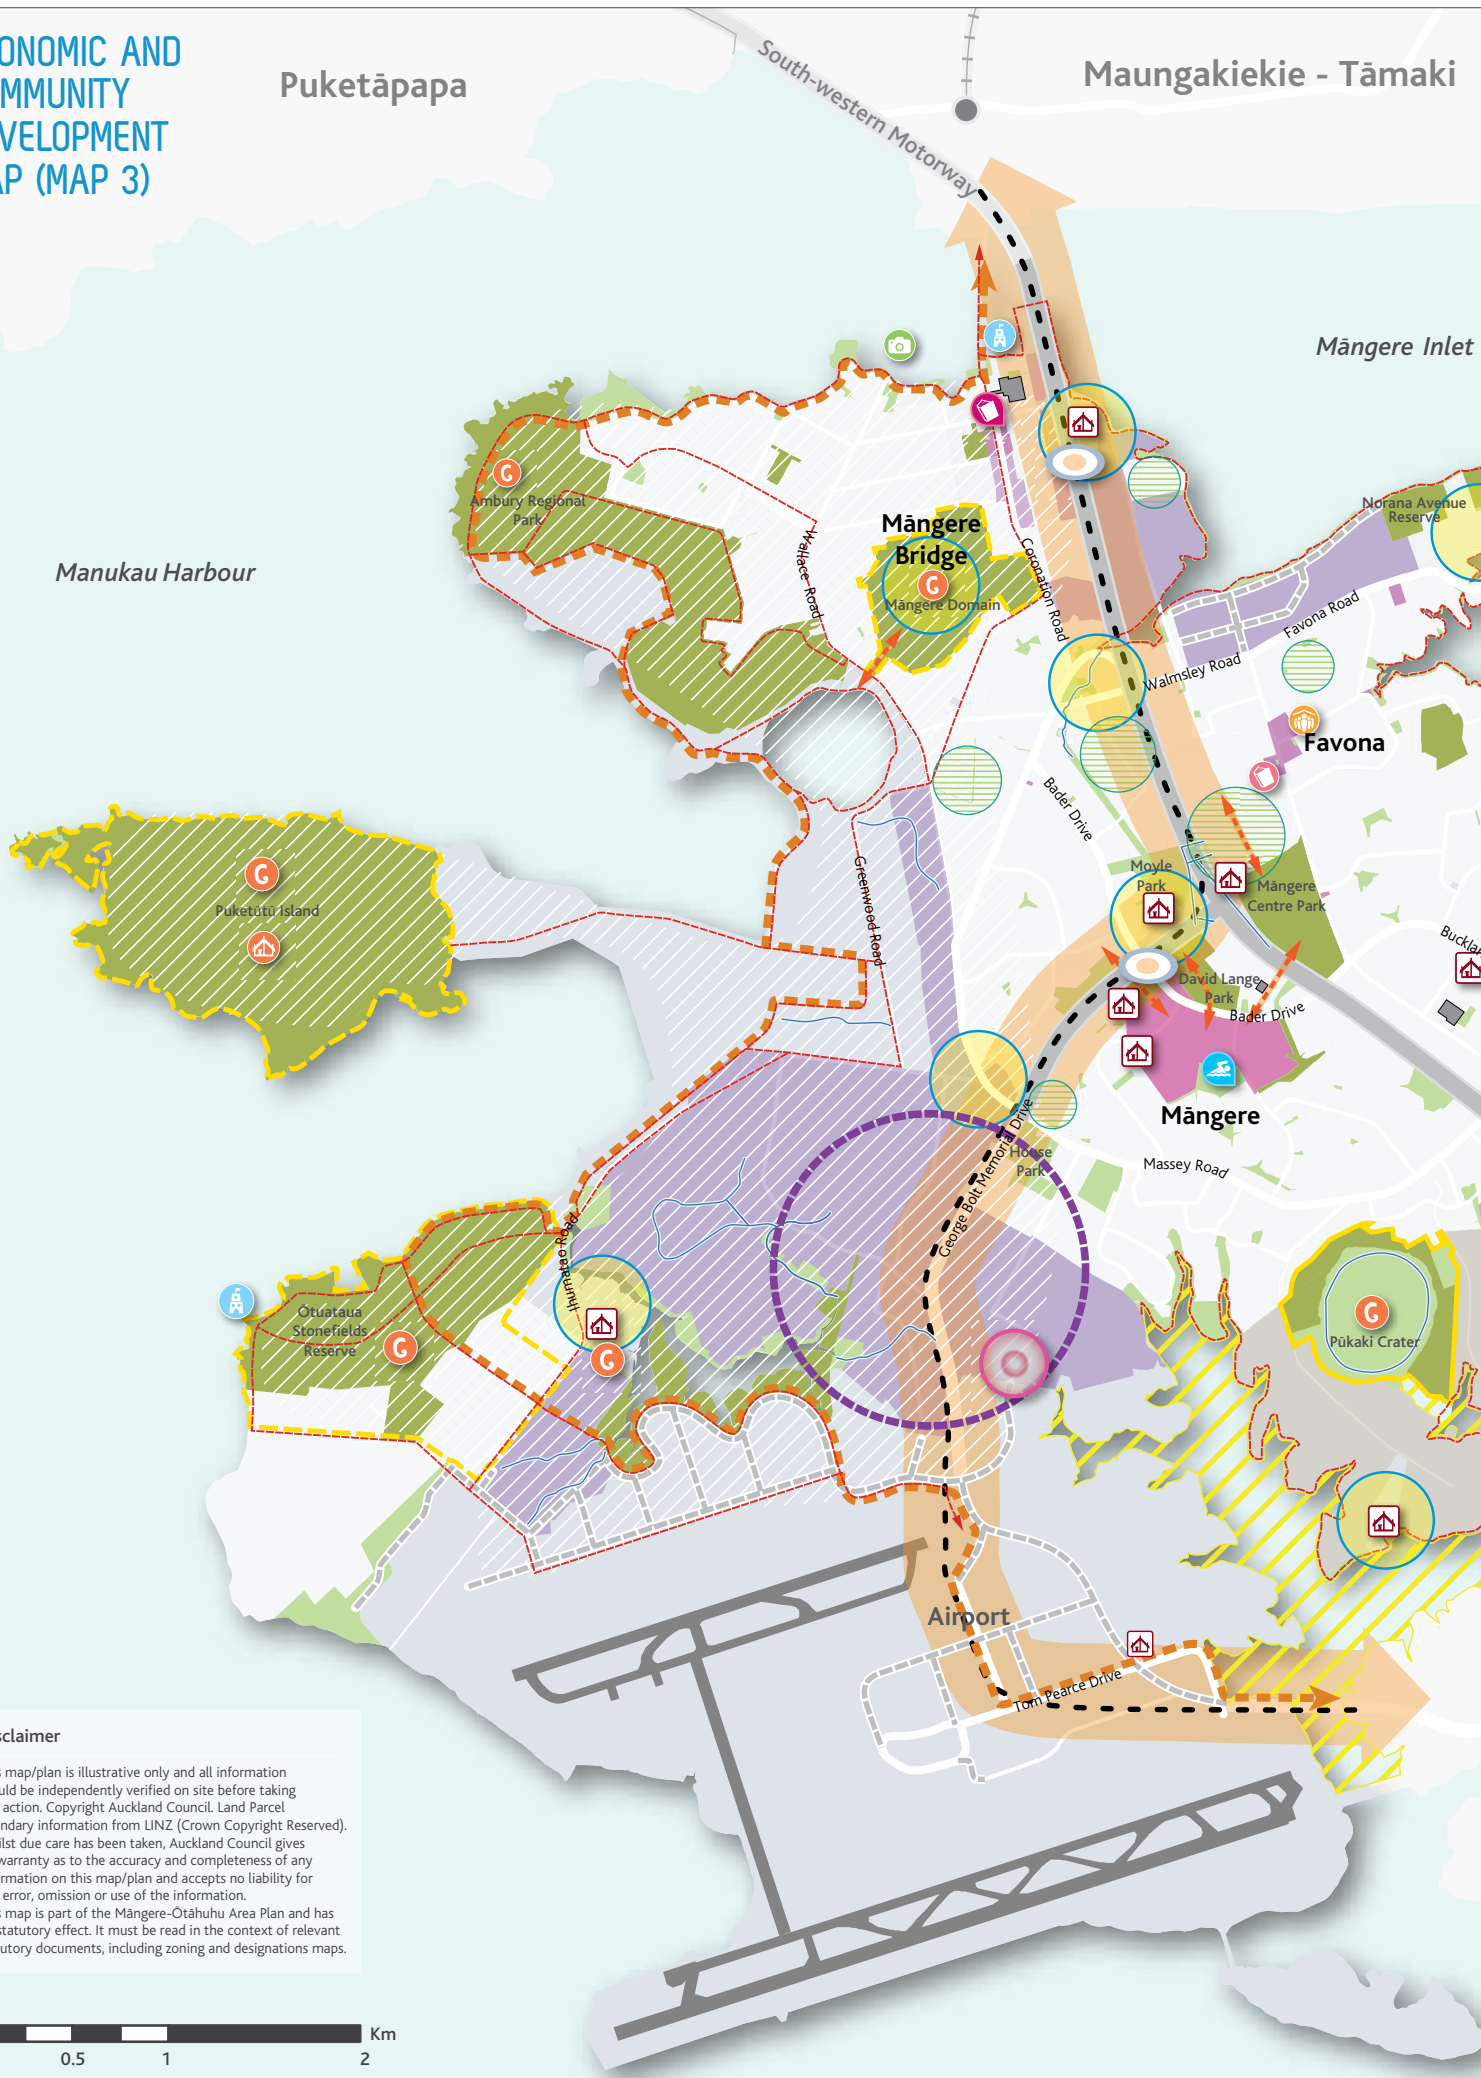 ONOMIC AND
MMUNITY
VELOPMENT
AP (MAP 3)
Puketāpapa
Maungakiekie - Tāmaki
South-western Motorway
Māngere Inlet
Manukau Harbour
G
Ambury Regional
Park
Wallace Road
Māngere
Bridge
G
Māngere Domain
Coronation Road
Norana Avenue
Reserve
Favona Road
Walmsley Road
Favona
Bader Drive
Greenwood Road
Moyle
Park
Māngere
Centre Park
Buckla
David Lange
Park
Bader Drive
G
Puketūtū Island
Māngere
Massey Road
House
Park
George Bolt Memorial Drive
Ihumatao Road
Ōtuataua
Stonefields
Reserve
G
G
G
Pūkaki Crater
Airport
Tom Pearce Drive
sclaimer
s map/plan is illustrative only and all information
uld be independently verified on site before taking
action. Copyright Auckland Council. Land Parcel
ndary information from LINZ (Crown Copyright Reserved).
ilst due care has been taken, Auckland Council gives
warranty as to the accuracy and completeness of any
rmation on this map/plan and accepts no liability for
error, omission or use of the information.
s map is part of the Māngere-Ōtāhuhu Area Plan and has
statutory effect. It must be read in the context of relevant
utory documents, including zoning and designations maps.
Km
0.5 1 2